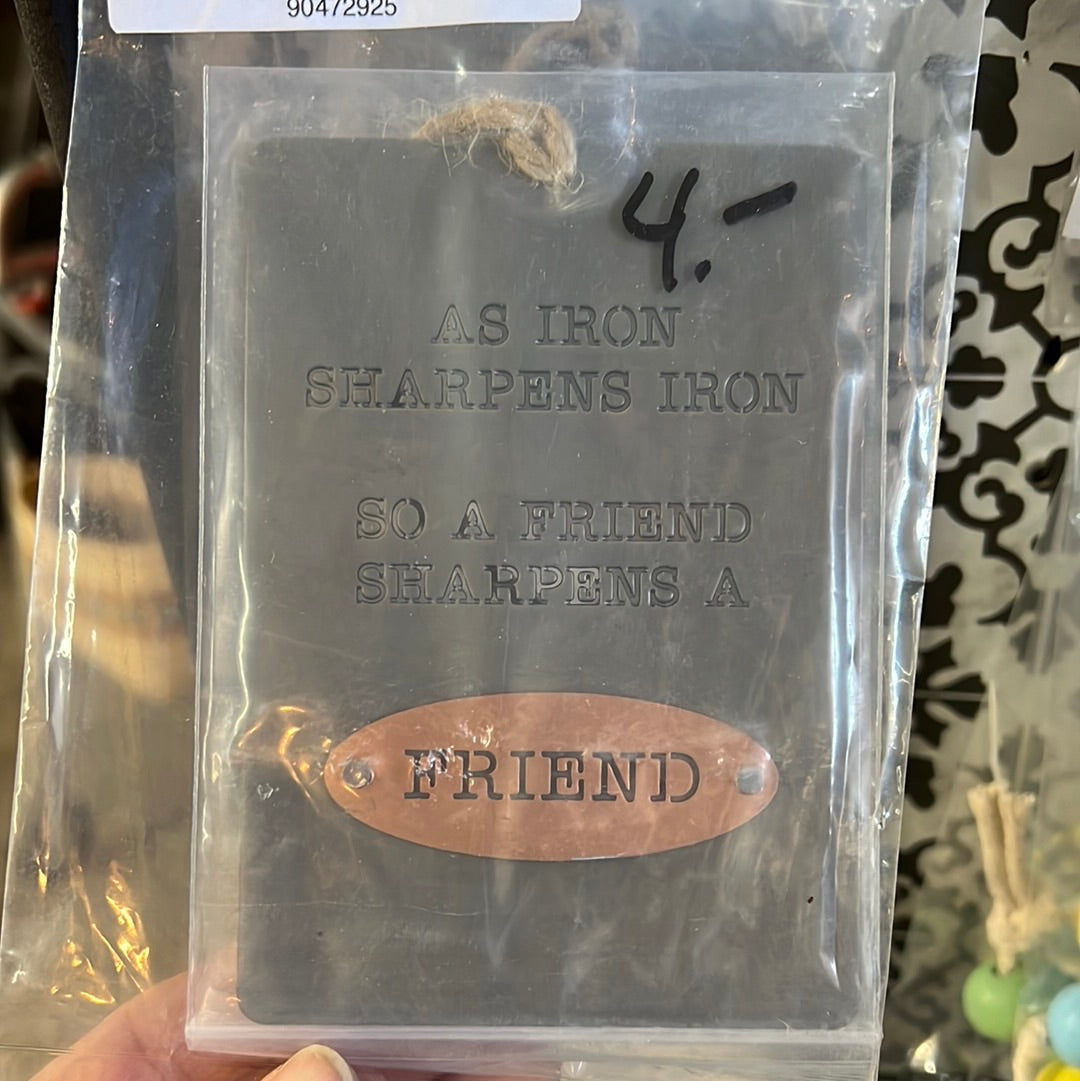 90472925
4.-
AS IRON
SHARPENS IRON
SO A FRIEND
SHARPENS A
FRIEND